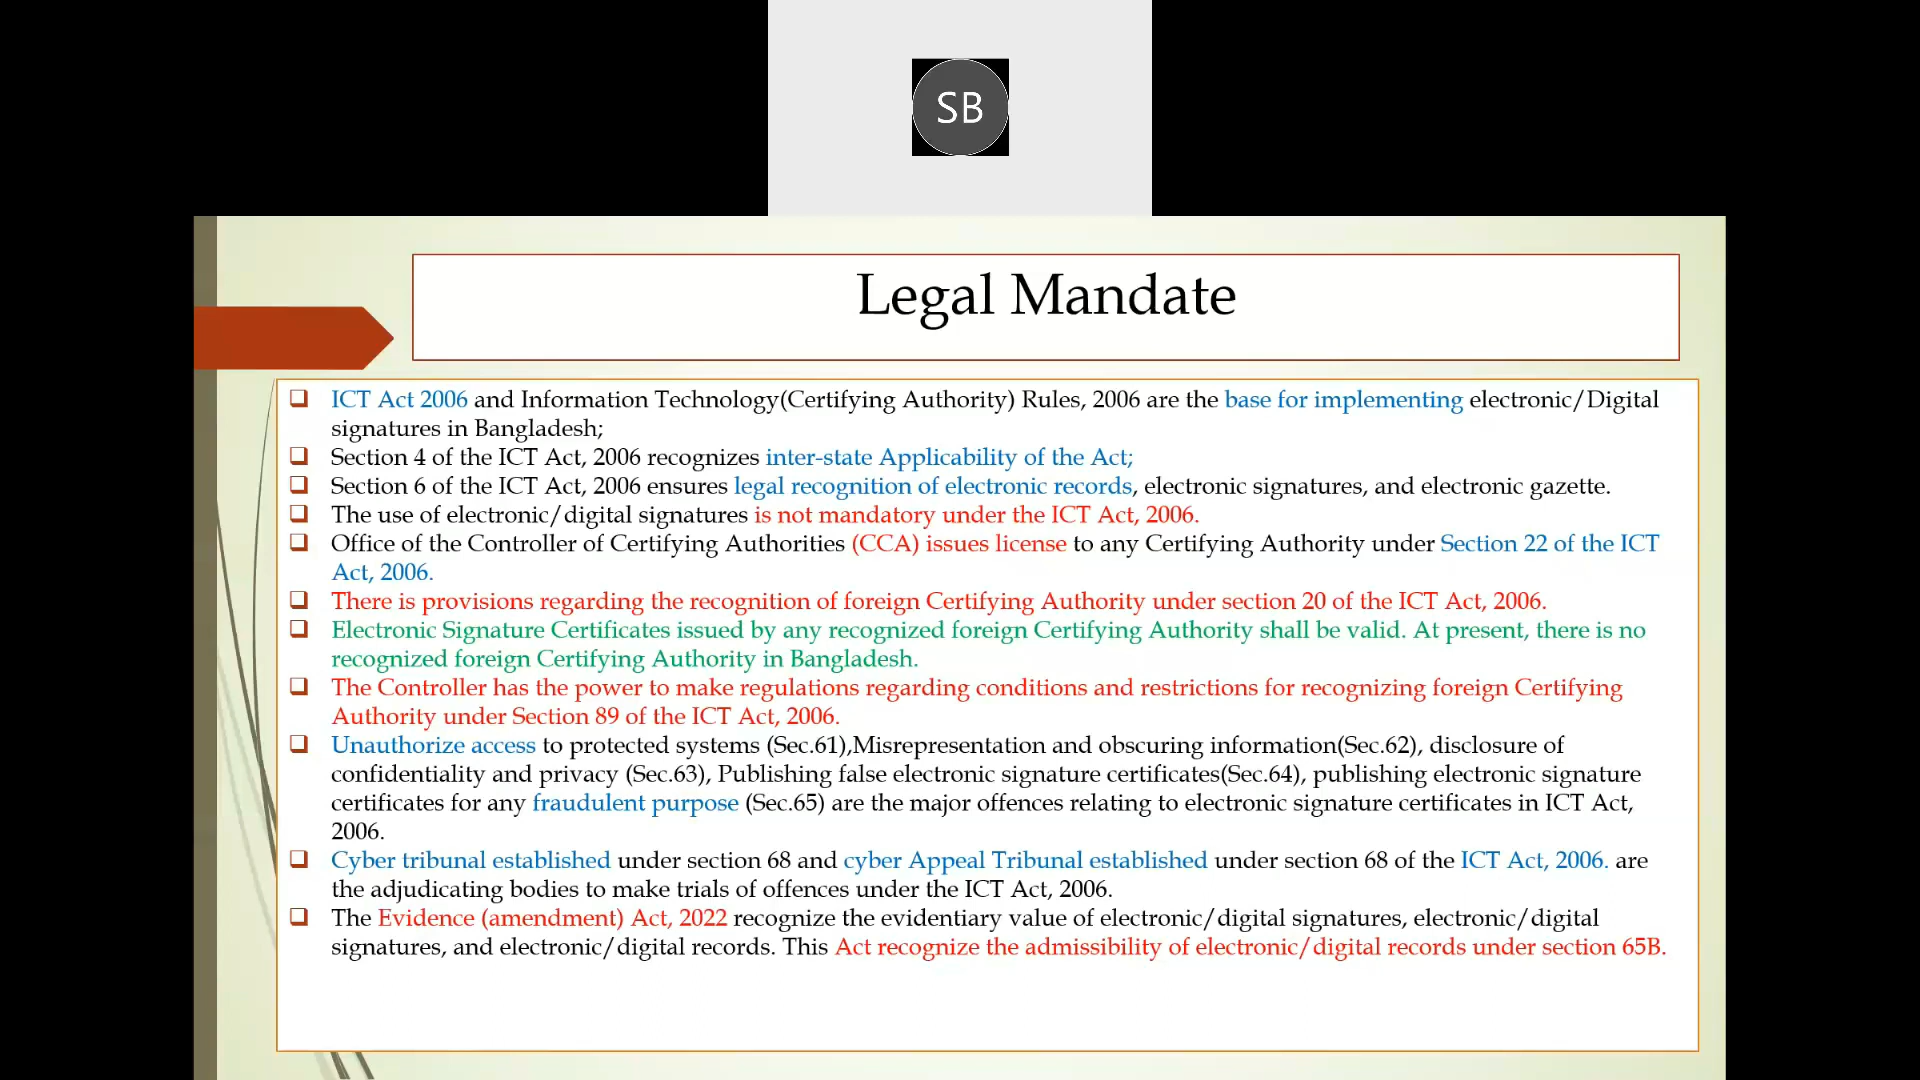 SB
Legal Mandate
❑ ICT Act 2006 and Information Technology(Certifying Authority) Rules, 2006 are the base for implementing electronic/Digital
signatures in Bangladesh;
❑ Section 4 of the ICT Act, 2006 recognizes inter-state Applicability of the Act;
❑ Section 6 of the ICT Act, 2006 ensures legal recognition of electronic records, electronic signatures, and electronic gazette.
❑ The use of electronic/digital signatures is not mandatory under the ICT Act, 2006.
❑ Office of the Controller of Certifying Authorities (CCA) issues license to any Certifying Authority under Section 22 of the ICT
Act, 2006.
❑ There is provisions regarding the recognition of foreign Certifying Authority under section 20 of the ICT Act, 2006.
❑ Electronic Signature Certificates issued by any recognized foreign Certifying Authority shall be valid. At present, there is no
recognized foreign Certifying Authority in Bangladesh.
❑ The Controller has the power to make regulations regarding conditions and restrictions for recognizing foreign Certifying
Authority under Section 89 of the ICT Act, 2006.
❑ Unauthorize access to protected systems (Sec.61),Misrepresentation and obscuring information(Sec.62), disclosure of
confidentiality and privacy (Sec.63), Publishing false electronic signature certificates(Sec.64), publishing electronic signature
certificates for any fraudulent purpose (Sec.65) are the major offences relating to electronic signature certificates in ICT Act,
2006.
❑ Cyber tribunal established under section 68 and cyber Appeal Tribunal established under section 68 of the ICT Act, 2006. are
the adjudicating bodies to make trials of offences under the ICT Act, 2006.
❑ The Evidence (amendment) Act, 2022 recognize the evidentiary value of electronic/digital signatures, electronic/digital
signatures, and electronic/digital records. This Act recognize the admissibility of electronic/digital records under section 65B.